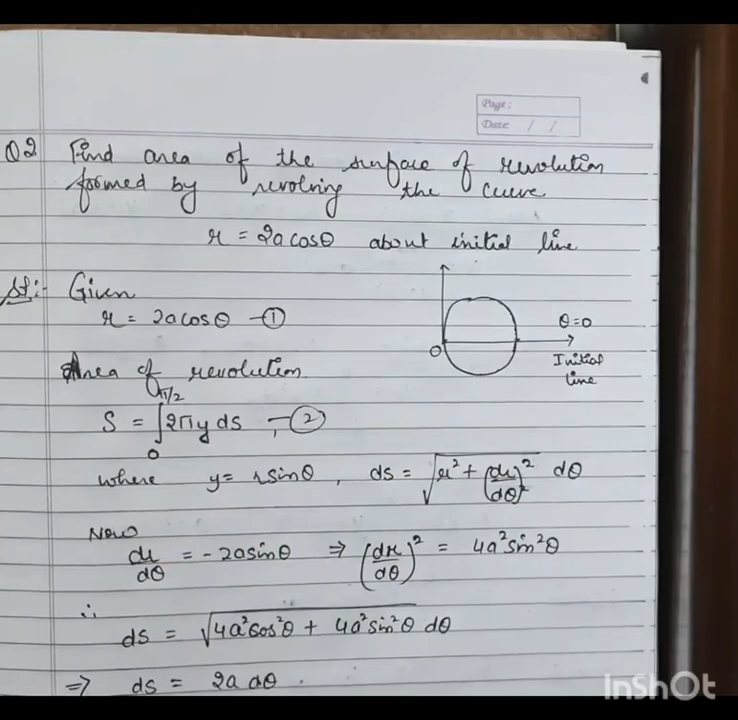 Page:
Date: / /
Q2 Find area of the surface of revolution
formed by revolving the curve
r = 2a cosθ about initial line
Sol:- Given
r = 2a cosθ —①
θ=0
O
Initial
line
Area of revolution
S = ∫₀^{π/2} 2πy ds —②
where y = r sinθ , ds = √(r² + (dr/dθ)²) dθ
Now
dr/dθ = -2a sinθ ⇒ (dr/dθ)² = 4a² sin²θ
∴
ds = √(4a² cos²θ + 4a² sin²θ) dθ
⇒ ds = 2a dθ.
InShOt